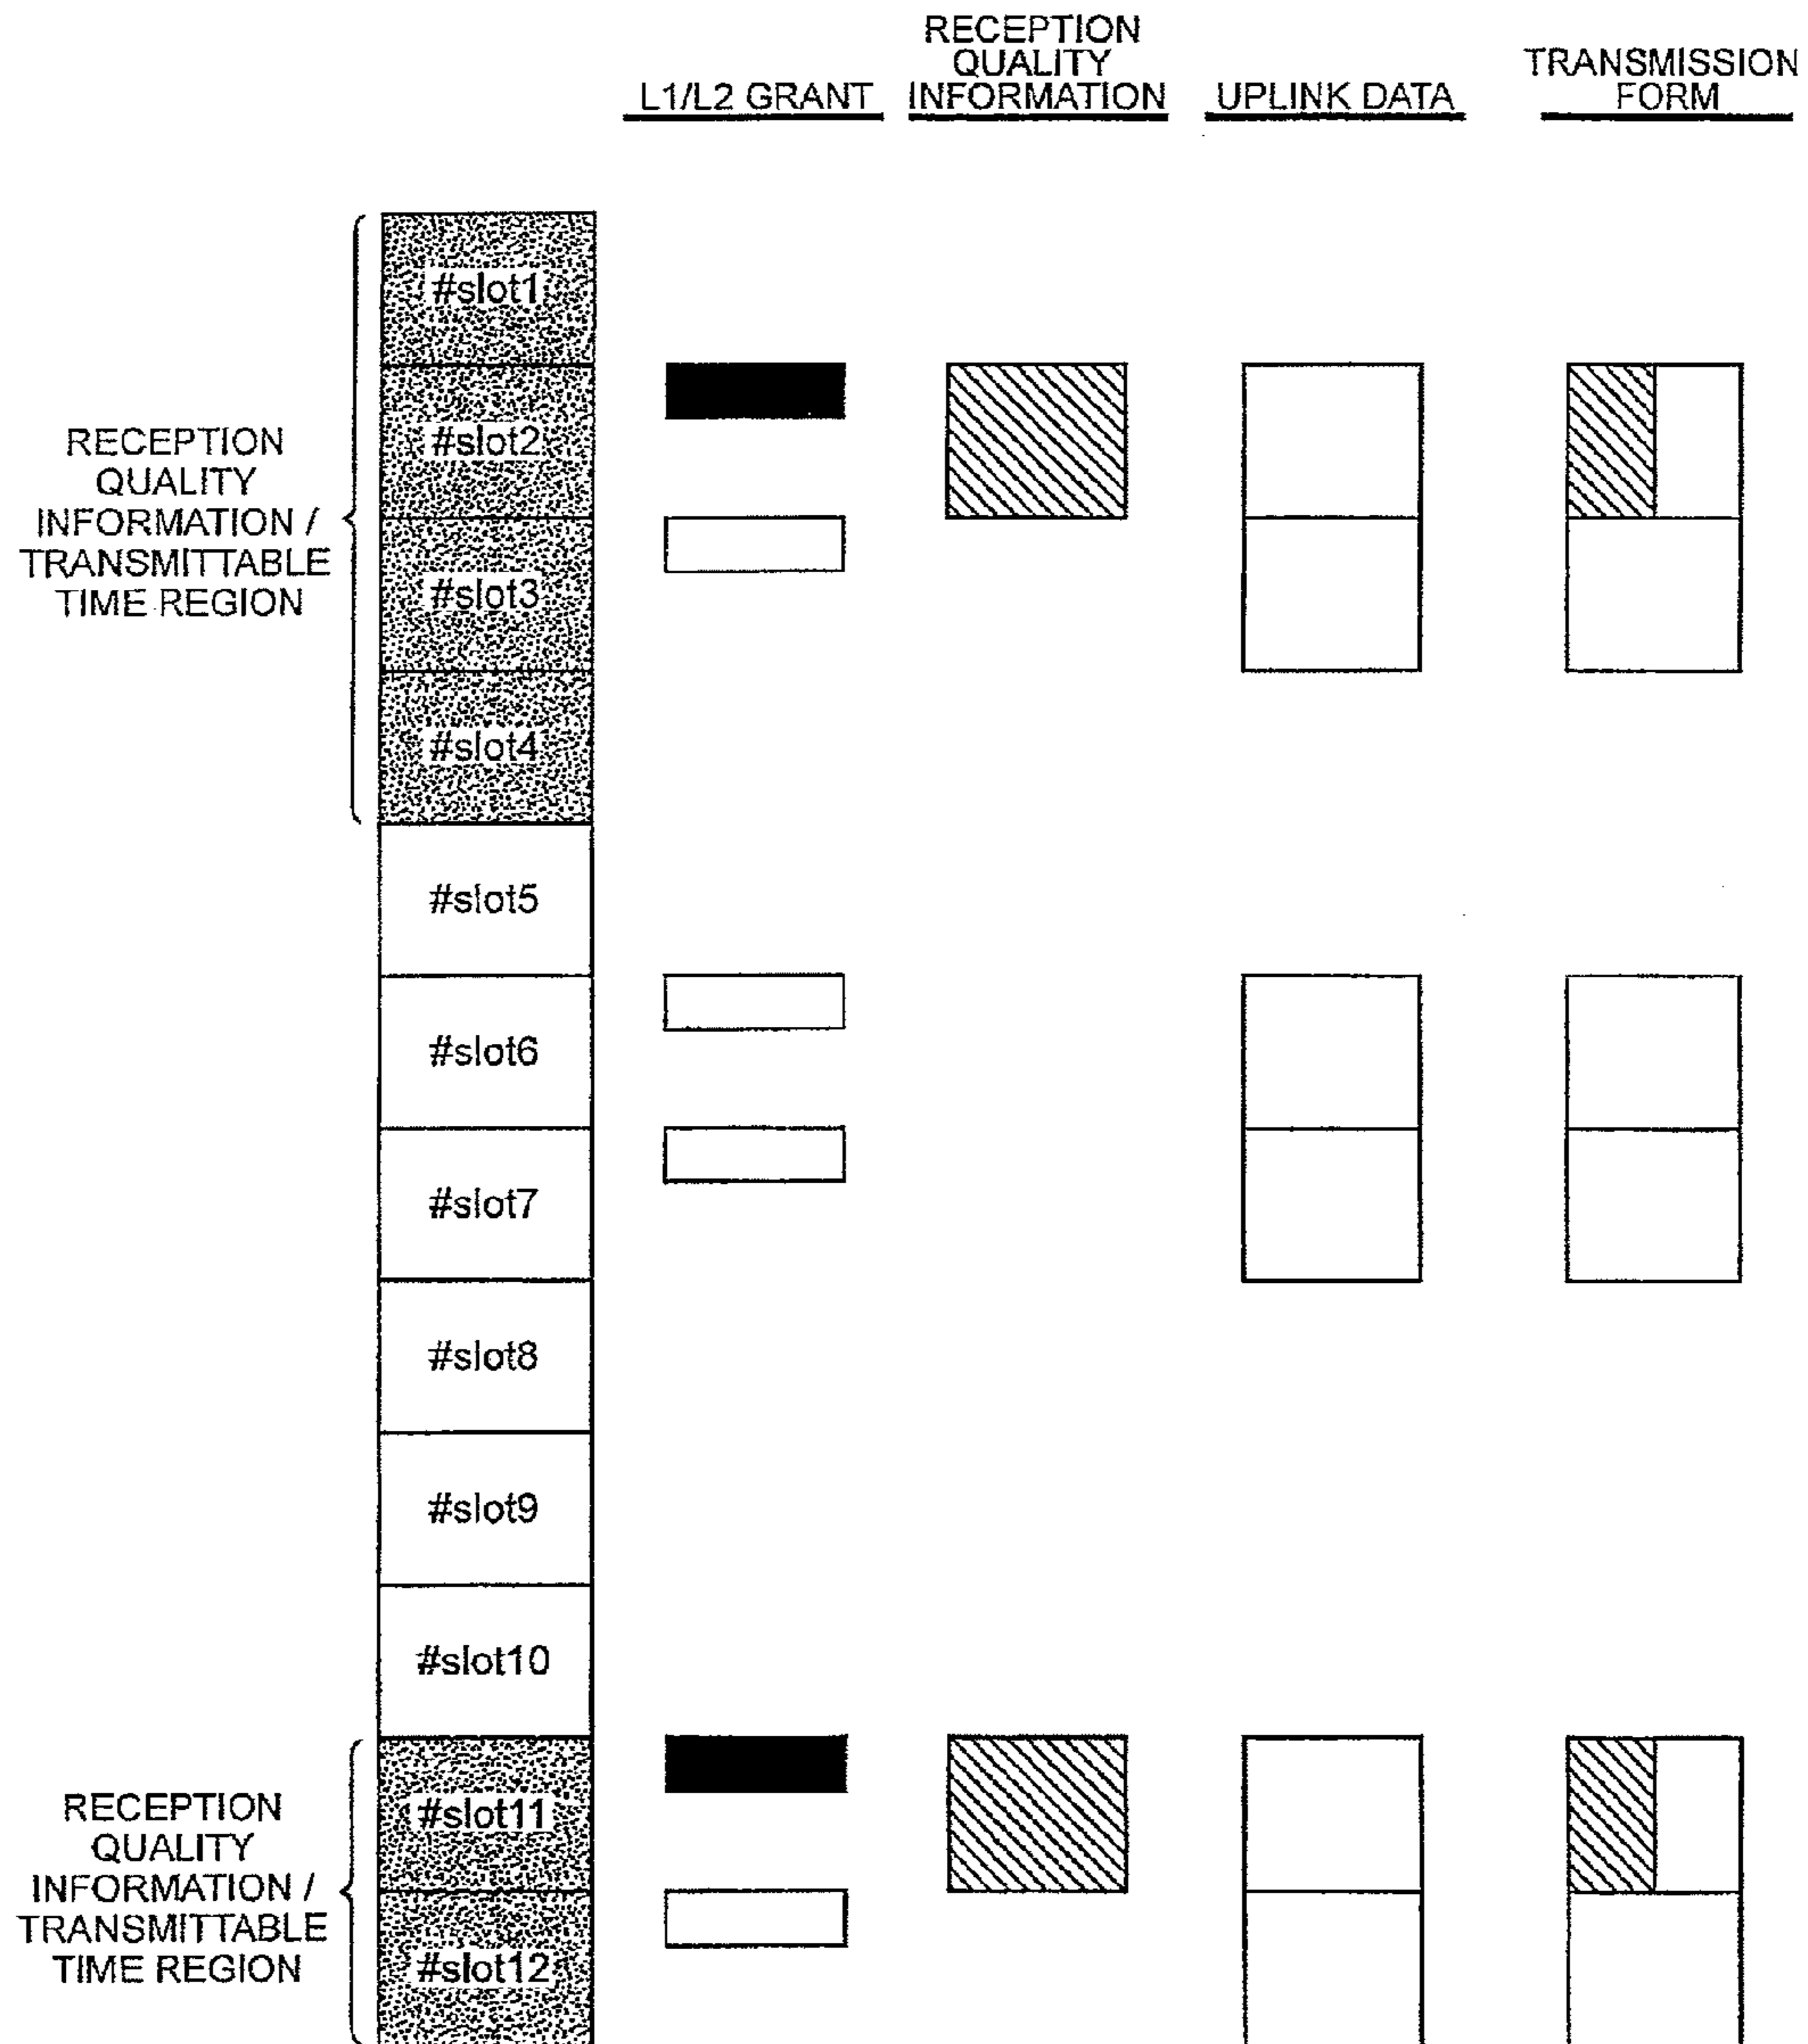 RECEPTION
QUALITY
INFORMATION
L1/L2 GRANT
UPLINK DATA
TRANSMISSION
FORM
RECEPTION
QUALITY
INFORMATION /
TRANSMITTABLE
TIME REGION
#slot1
#slot2
#slot3
#slot4
#slot5
#slot6
#slot7
#slot8
#slot9
#slot10
RECEPTION
QUALITY
INFORMATION /
TRANSMITTABLE
TIME REGION
#slot11
#slot12